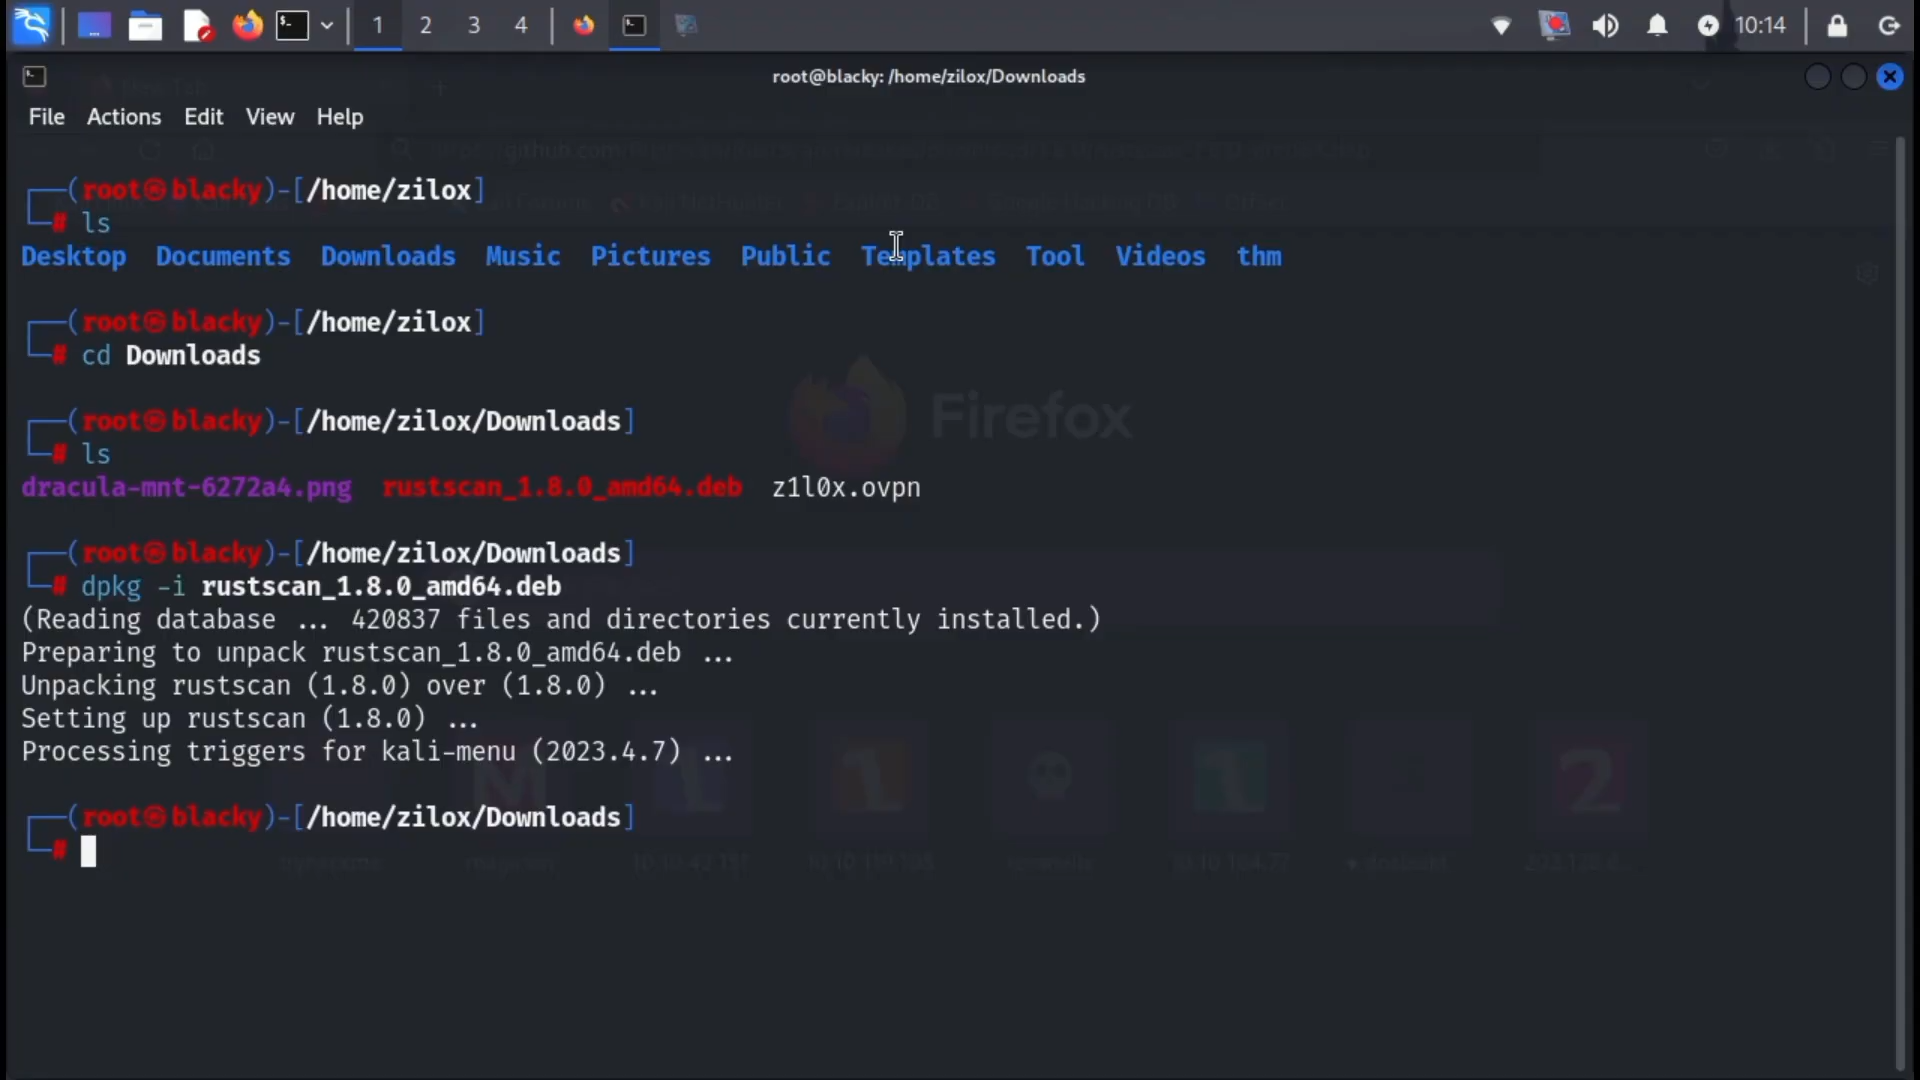 1 2 3 4 10:14
root@blacky: /home/zilox/Downloads
File Actions Edit View Help
┌──(root㉿blacky)-[/home/zilox]
└─# ls
Desktop Documents Downloads Music Pictures Public Templates Tool Videos thm
┌──(root㉿blacky)-[/home/zilox]
└─# cd Downloads
┌──(root㉿blacky)-[/home/zilox/Downloads]
└─# ls
dracula-mnt-6272a4.png rustscan_1.8.0_amd64.deb z1l0x.ovpn
┌──(root㉿blacky)-[/home/zilox/Downloads]
└─# dpkg -i rustscan_1.8.0_amd64.deb
(Reading database ... 420837 files and directories currently installed.)
Preparing to unpack rustscan_1.8.0_amd64.deb ...
Unpacking rustscan (1.8.0) over (1.8.0) ...
Setting up rustscan (1.8.0) ...
Processing triggers for kali-menu (2023.4.7) ...
┌──(root㉿blacky)-[/home/zilox/Downloads]
└─#
Firefox